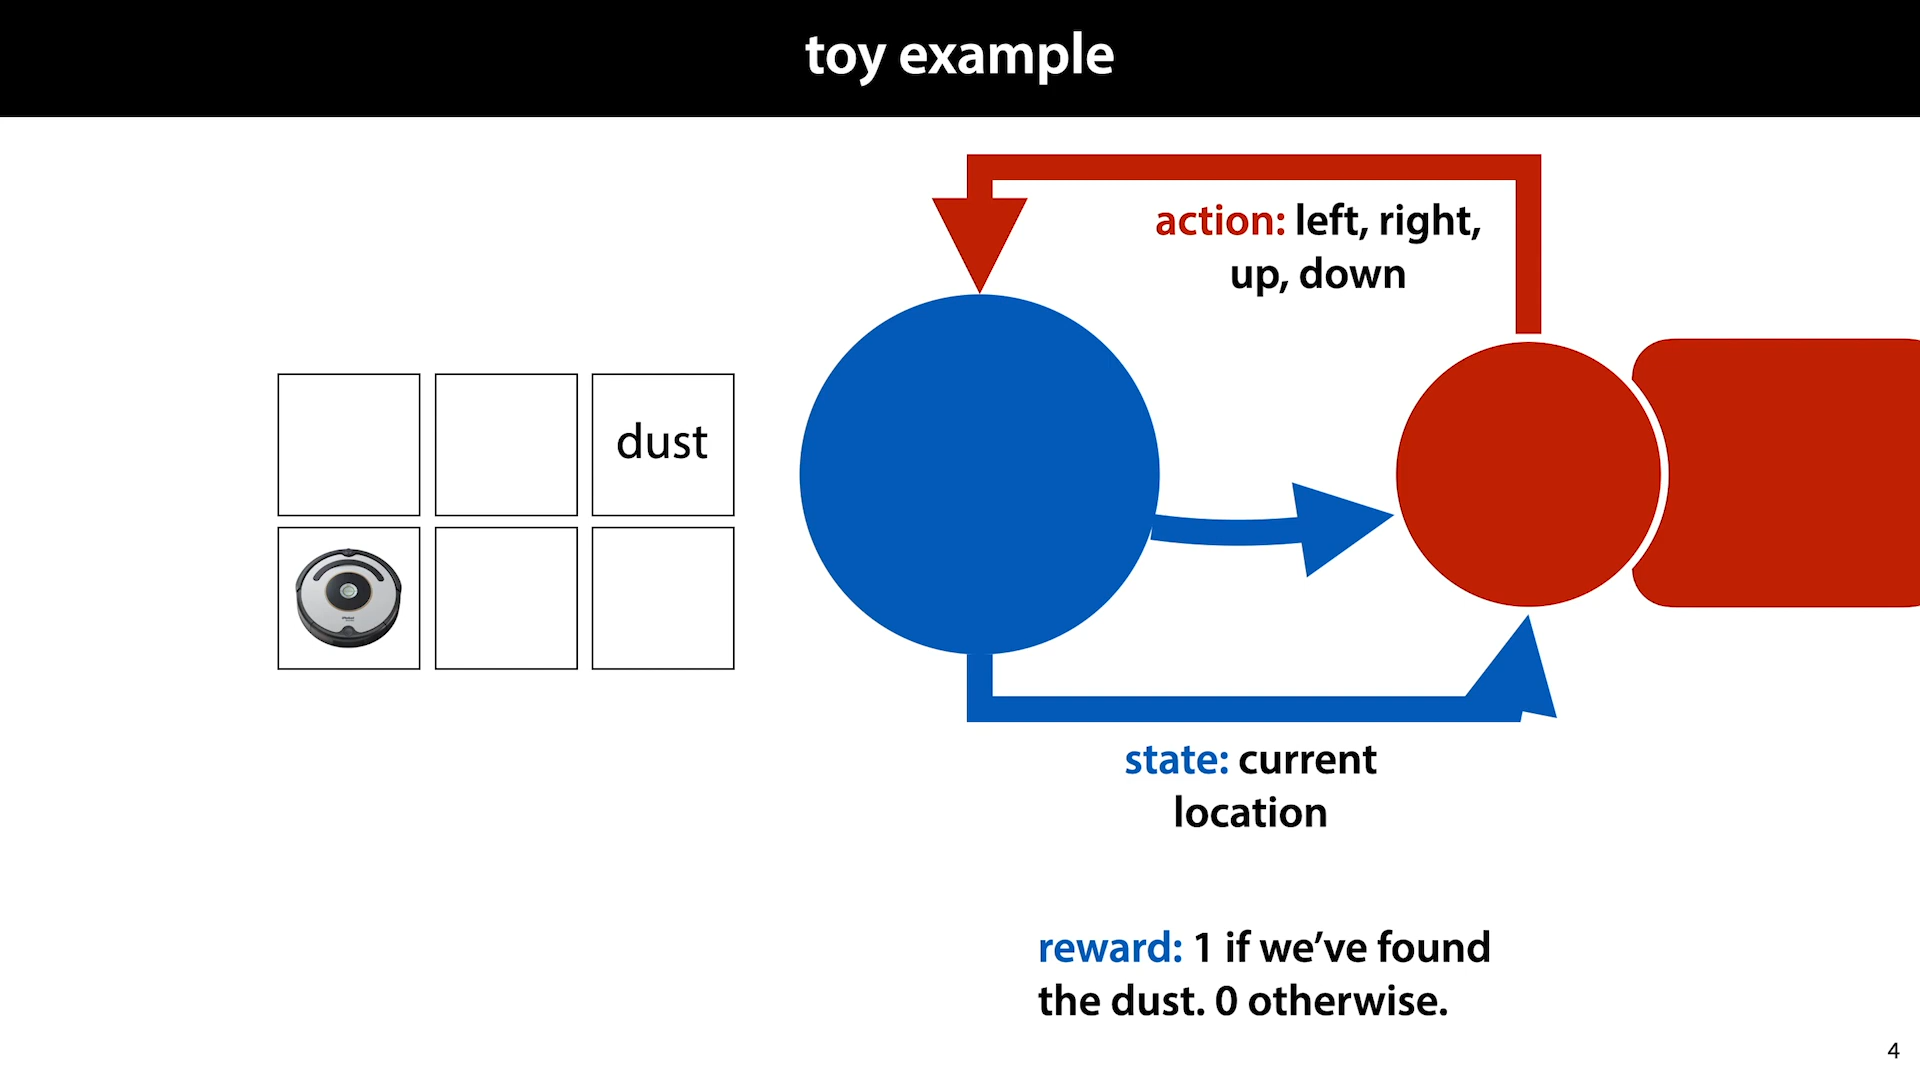 toy example
action: left, right,
up, down
dust
state: current
location
reward: 1 if we’ve found
the dust. 0 otherwise.
4